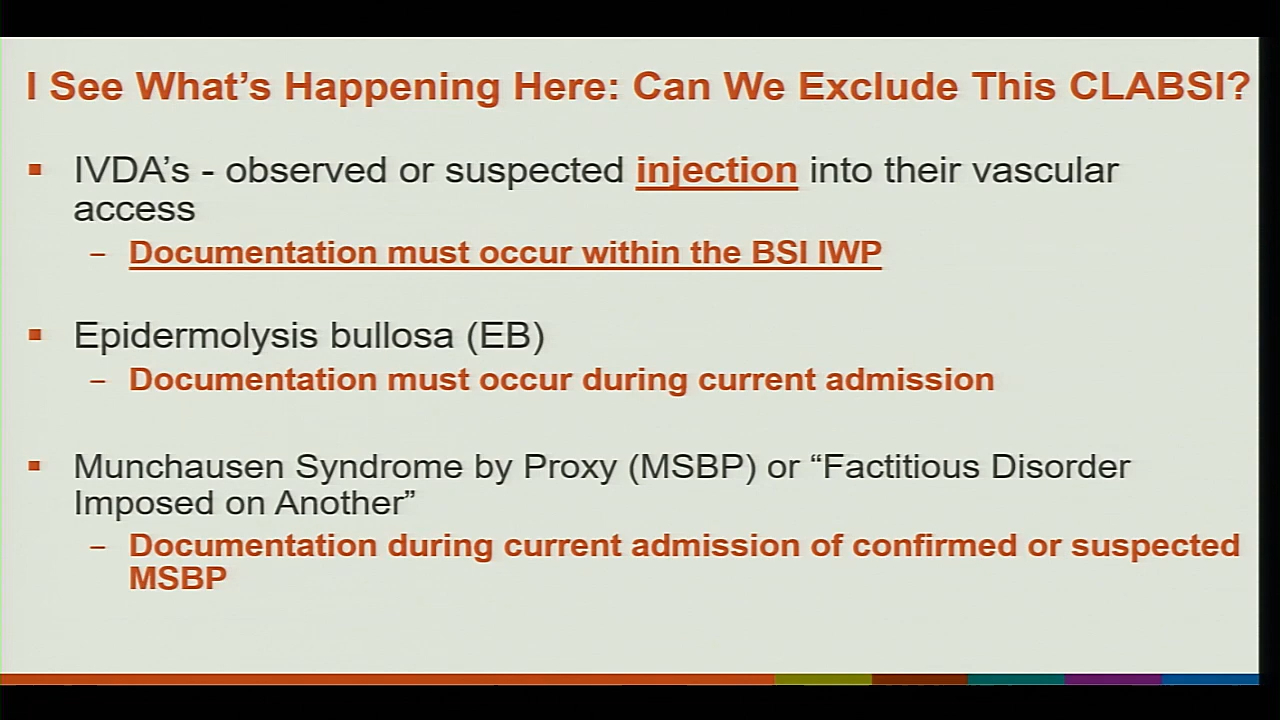 I See What’s Happening Here: Can We Exclude This CLABSI?
▪ IVDA’s - observed or suspected injection into their vascular
access
– Documentation must occur within the BSI IWP
▪ Epidermolysis bullosa (EB)
– Documentation must occur during current admission
▪ Munchausen Syndrome by Proxy (MSBP) or “Factitious Disorder
Imposed on Another”
– Documentation during current admission of confirmed or suspected
MSBP